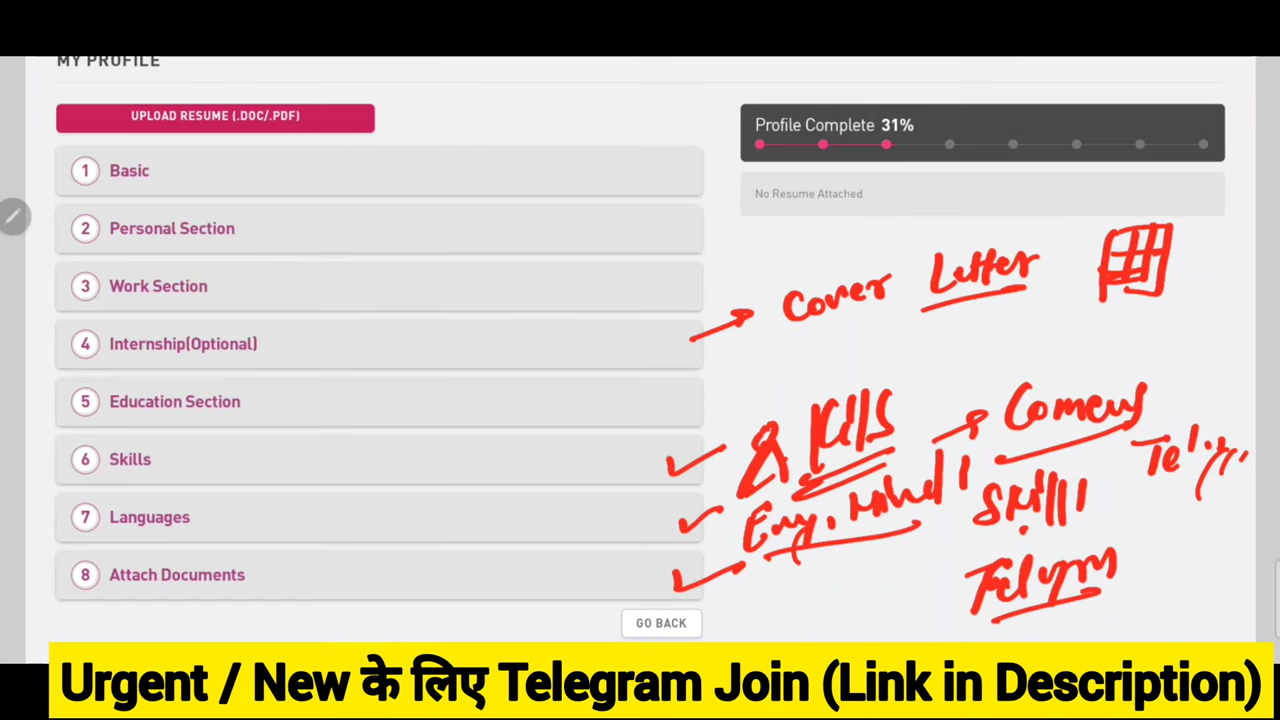 MY PROFILE
UPLOAD RESUME (.DOC/.PDF)
Profile Complete 31%
No Resume Attached
1 Basic
2 Personal Section
3 Work Section
4 Internship(Optional)
5 Education Section
6 Skills
7 Languages
8 Attach Documents
Cover Letter
Skills
Eng.
Skill
GO BACK
Urgent / New के लिए Telegram Join (Link in Description)